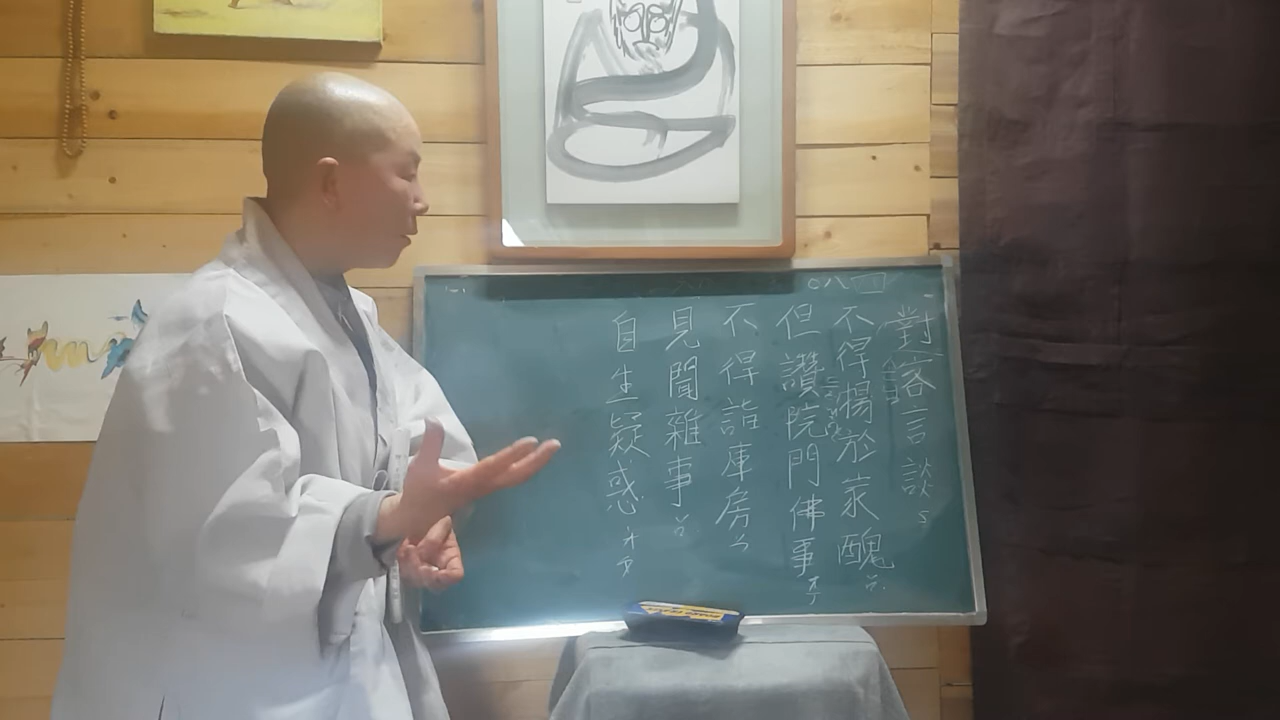 對客言談
不得揚於家醜
但讚院門佛事
不得詣庫房
見聞雜事
自生疑惑